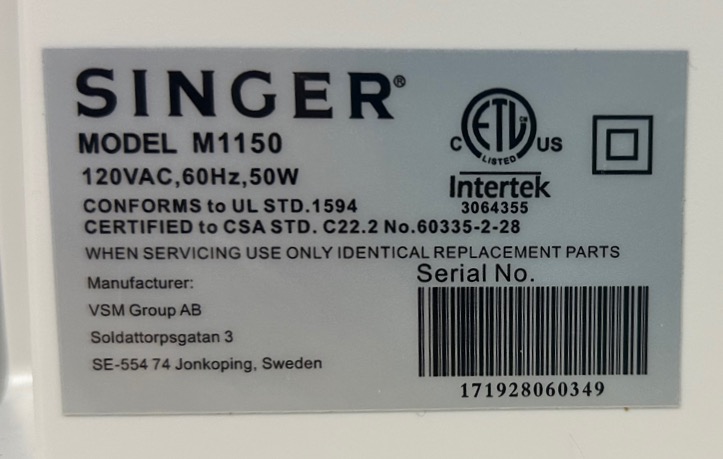 SINGER®
MODEL M1150
120VAC,60Hz,50W
C ETL CM US
LISTED
Intertek
3064355
CONFORMS to UL STD.1594
CERTIFIED to CSA STD. C22.2 No.60335-2-28
WHEN SERVICING USE ONLY IDENTICAL REPLACEMENT PARTS
Manufacturer:
VSM Group AB
Soldattorpsgatan 3
SE-554 74 Jonkoping, Sweden
Serial No.
171928060349